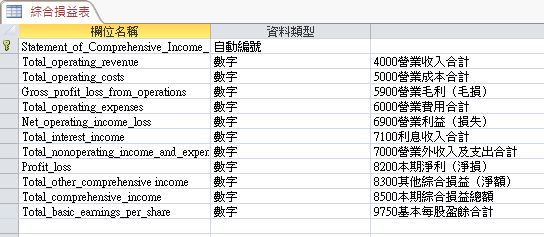 綜合損益表
欄位名稱 資料類型
Statement_of_Comprehensive_Income_ 自動編號
Total_operating_revenue 數字 4000營業收入合計
Total_operating_costs 數字 5000營業成本合計
Gross_profit_loss_from_operations 數字 5900營業毛利（毛損）
Total_operating_expenses 數字 6000營業費用合計
Net_operating_income_loss 數字 6900營業利益（損失）
Total_interest_income 數字 7100利息收入合計
Total_nonoperating_income_and_exper 數字 7000營業外收入及支出合計
Profit_loss 數字 8200本期淨利（淨損）
Total_other_comprehensive income 數字 8300其他綜合損益（淨額）
Total_comprehensive_income 數字 8500本期綜合損益總額
Total_basic_earnings_per_share 數字 9750基本每股盈餘合計